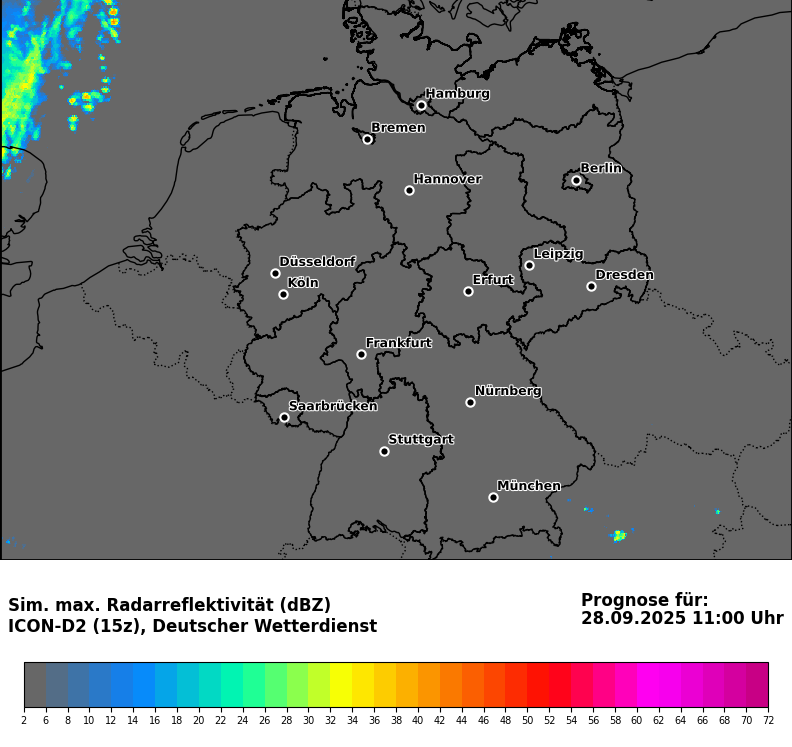 Hamburg
Bremen
Berlin
Hannover
Leipzig
Düsseldorf
Dresden
Erfurt
Köln
Frankfurt
Nürnberg
Saarbrücken
Stuttgart
München
Sim. max. Radarreflektivität (dBZ)
ICON-D2 (15z), Deutscher Wetterdienst
Prognose für:
28.09.2025 11:00 Uhr
2 6 8 10 12 14 16 18 20 22 24 26 28 30 32 34 36 38 40 42 44 46 48 50 52 54 56 58 60 62 64 66 68 70 72